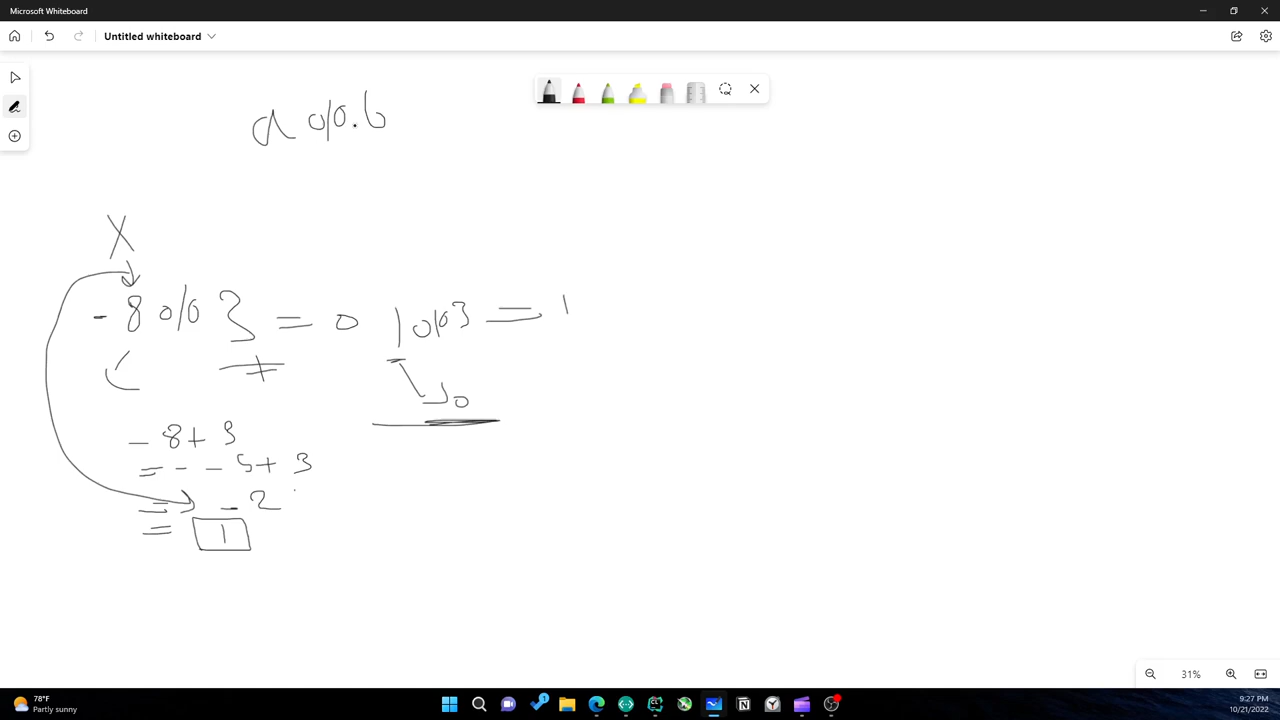 Microsoft Whiteboard
Untitled whiteboard
a % b
X
-8 % 3 = 0
1 % 3 = 1
0
-8 + 3
= - -5 + 3
= -2
= 1
31%
78°F
Partly sunny
1
9:27 PM
10/21/2022